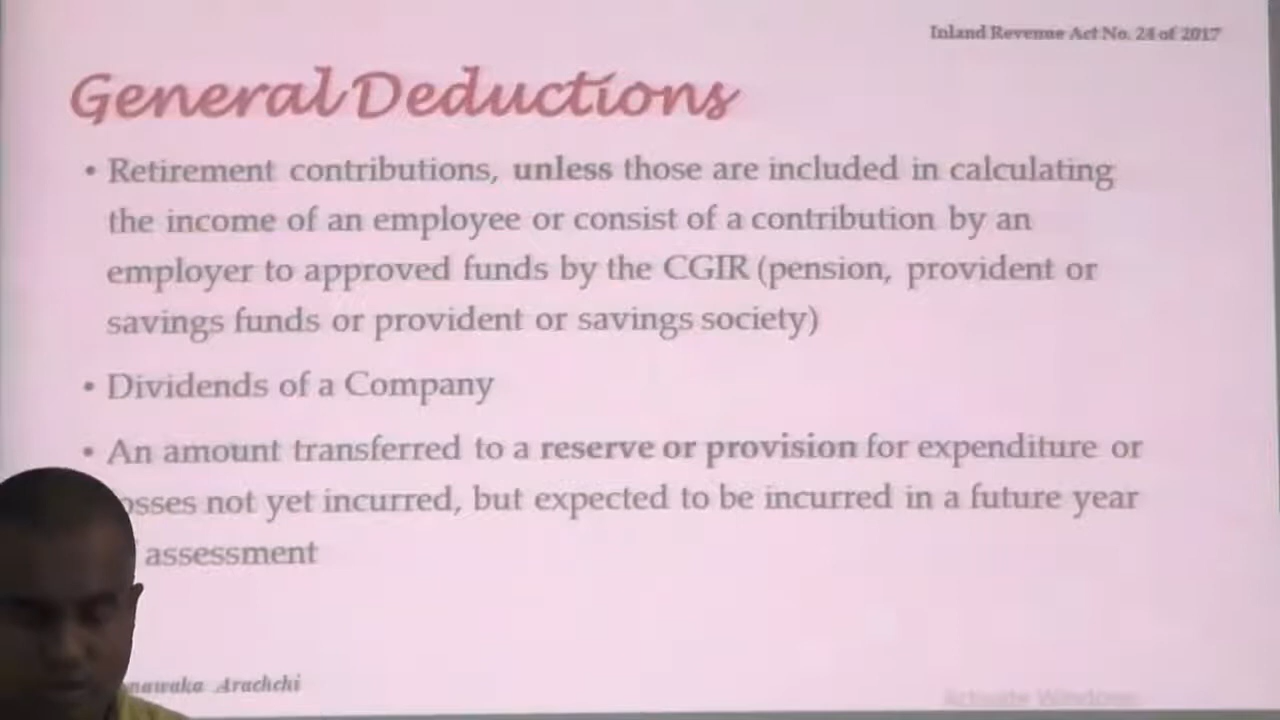 Inland Revenue Act No. 24 of 2017
General Deductions
• Retirement contributions, unless those are included in calculating
the income of an employee or consist of a contribution by an
employer to approved funds by the CGIR (pension, provident or
savings funds or provident or savings society)
• Dividends of a Company
• An amount transferred to a reserve or provision for expenditure or
not yet incurred, but expected to be incurred in a future year
assessment
Arachchi
Activate Windows